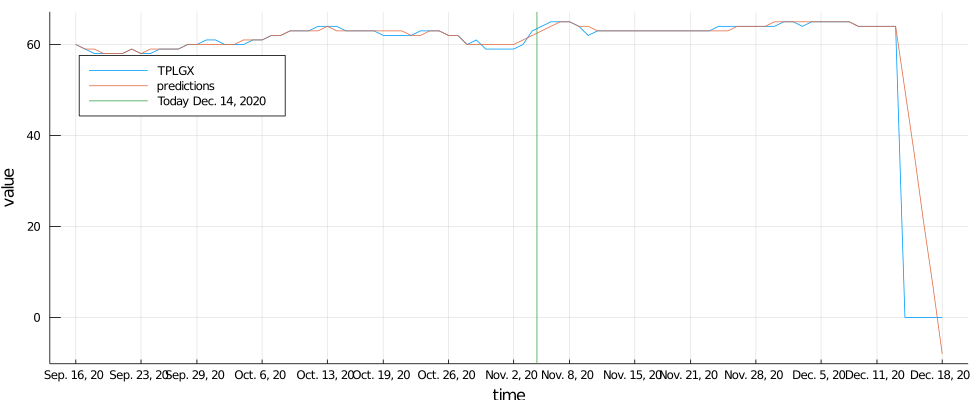 60
40
20
0
value
TPLGX
predictions
Today Dec. 14, 2020
Sep. 16, 20 Sep. 23, 20 Sep. 29, 20 Oct. 6, 20 Oct. 13, 20 Oct. 19, 20 Oct. 26, 20 Nov. 2, 20 Nov. 8, 20 Nov. 15, 20 Nov. 21, 20 Nov. 28, 20 Dec. 5, 20 Dec. 11, 20 Dec. 18, 20
time